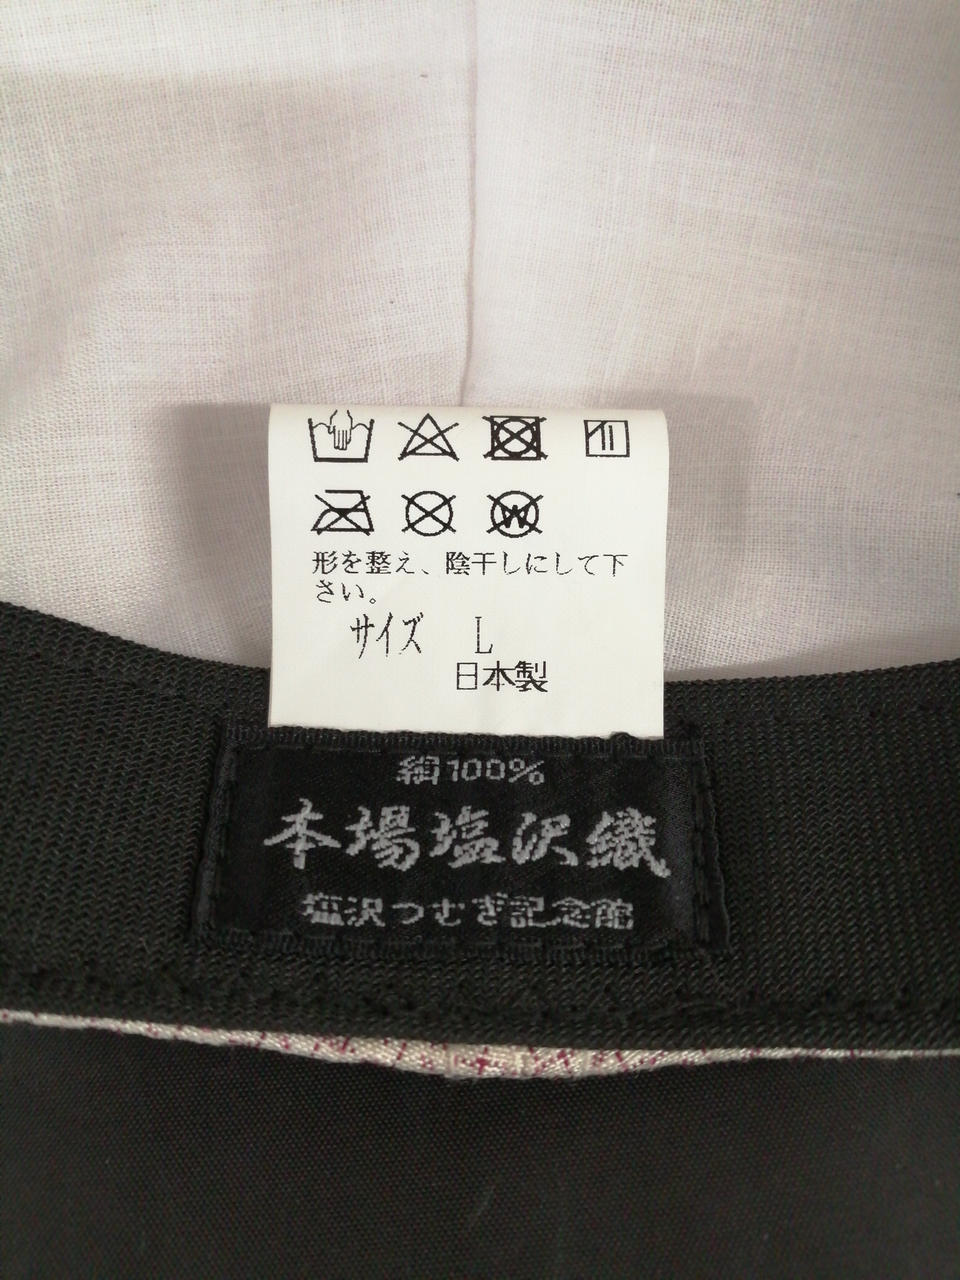 形を整え、陰干しにして下
さい。
サイズ L
日本製
絹100%
本場塩沢織
塩沢つむぎ記念館